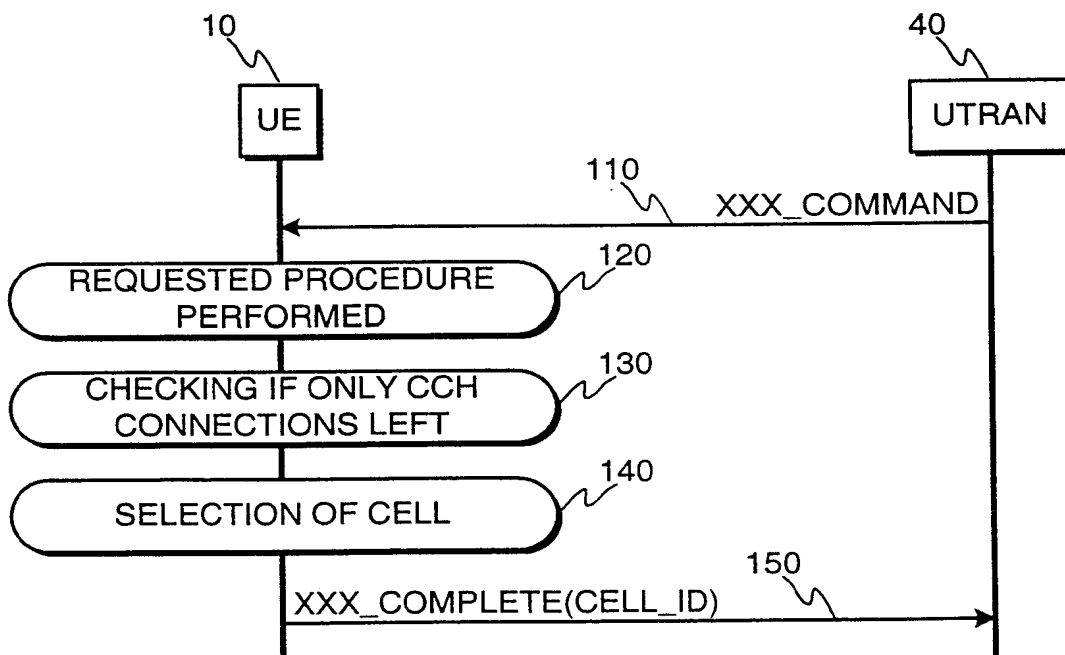 10
40
UE
UTRAN
110
XXX_COMMAND
120
REQUESTED PROCEDURE
PERFORMED
130
CHECKING IF ONLY CCH
CONNECTIONS LEFT
140
SELECTION OF CELL
150
XXX_COMPLETE(CELL_ID)